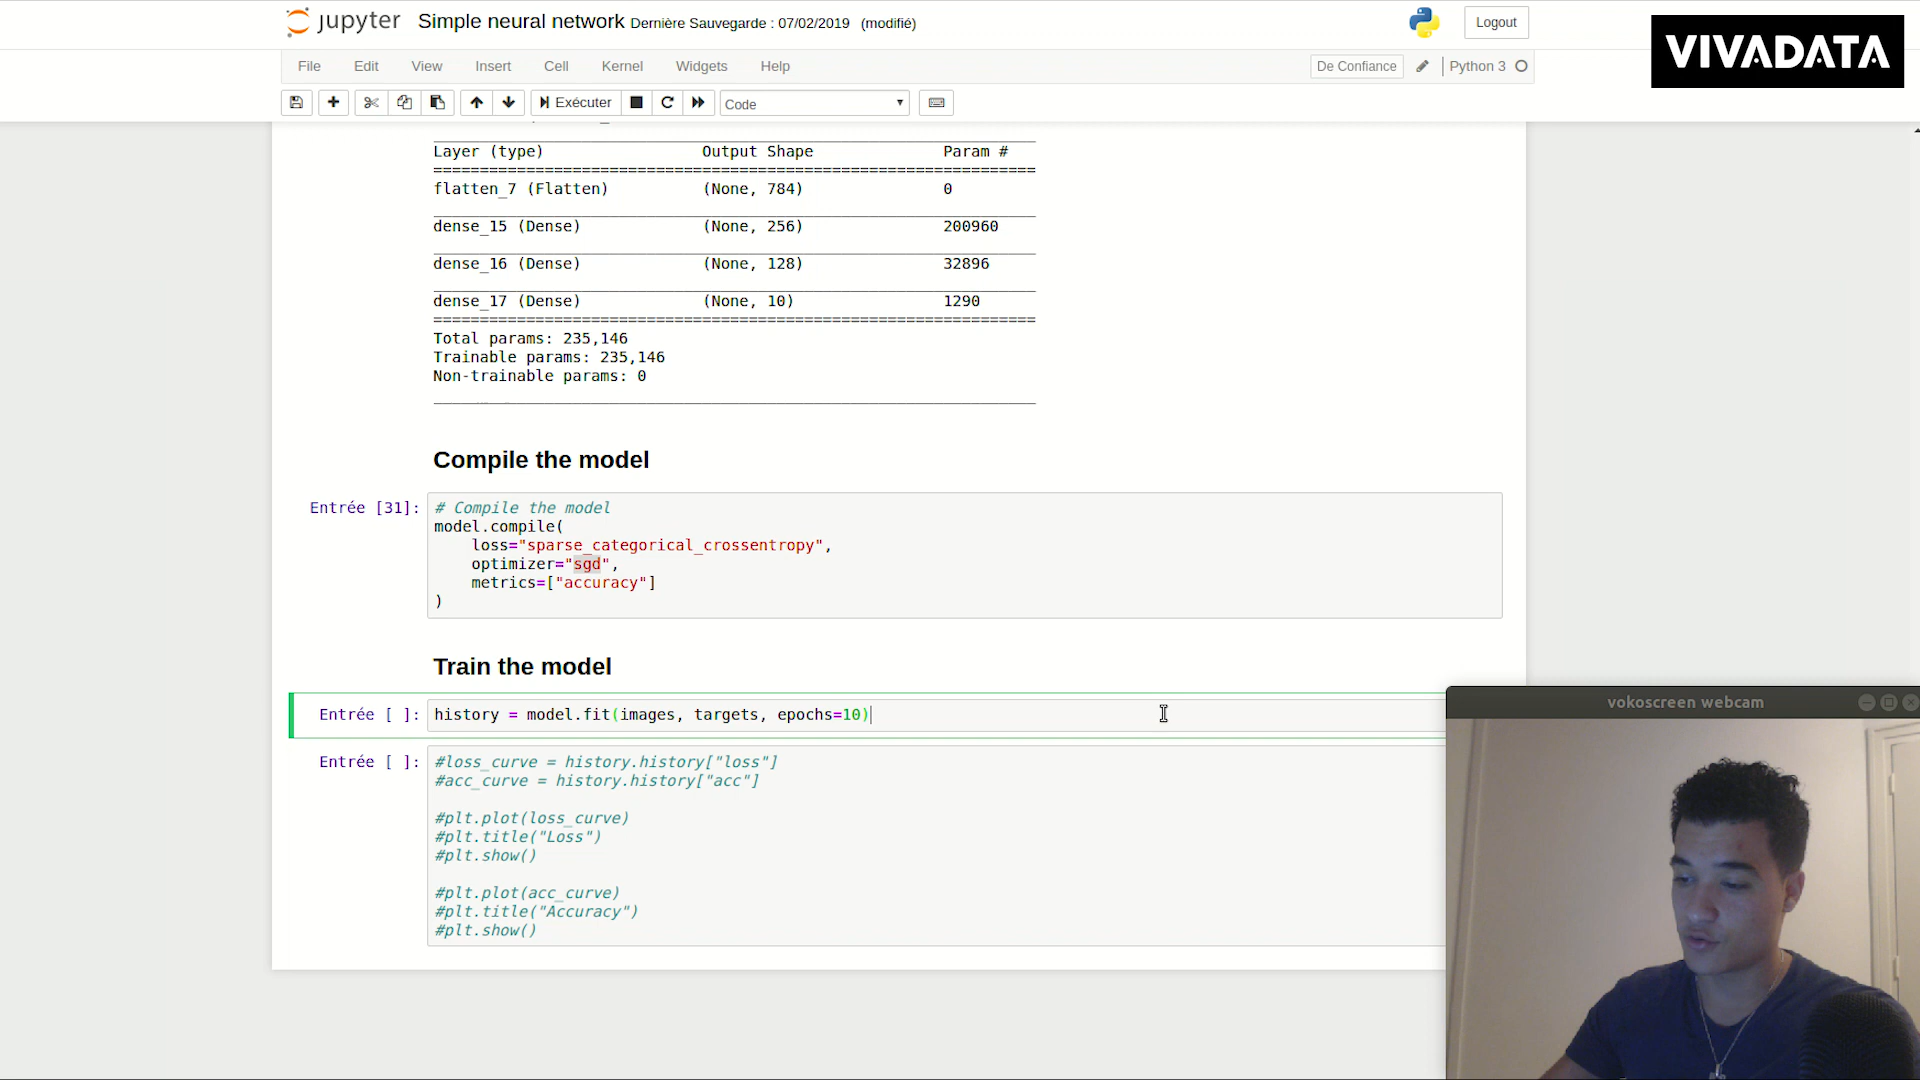 jupyter Simple neural network Dernière Sauvegarde : 07/02/2019 (modifié)
Logout
VIVADATA
File Edit View Insert Cell Kernel Widgets Help
De Confiance
Python 3
Exécuter
Code
Layer (type) Output Shape Param #
=================================================================
flatten_7 (Flatten) (None, 784) 0
dense_15 (Dense) (None, 256) 200960
dense_16 (Dense) (None, 128) 32896
dense_17 (Dense) (None, 10) 1290
=================================================================
Total params: 235,146
Trainable params: 235,146
Non-trainable params: 0
Compile the model
Entrée [31]:
# Compile the model
model.compile(
    loss="sparse_categorical_crossentropy",
    optimizer="sgd",
    metrics=["accuracy"]
)
Train the model
Entrée [ ]: history = model.fit(images, targets, epochs=10)
Entrée [ ]: #loss_curve = history.history["loss"]
#acc_curve = history.history["acc"]
#plt.plot(loss_curve)
#plt.title("Loss")
#plt.show()
#plt.plot(acc_curve)
#plt.title("Accuracy")
#plt.show()
vokoscreen webcam